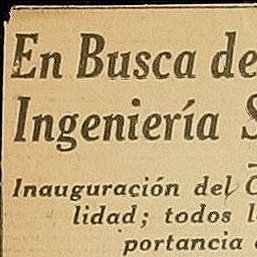 En Busca de
Ingeniería S
Inauguración del C
lidad; todos l
portancia